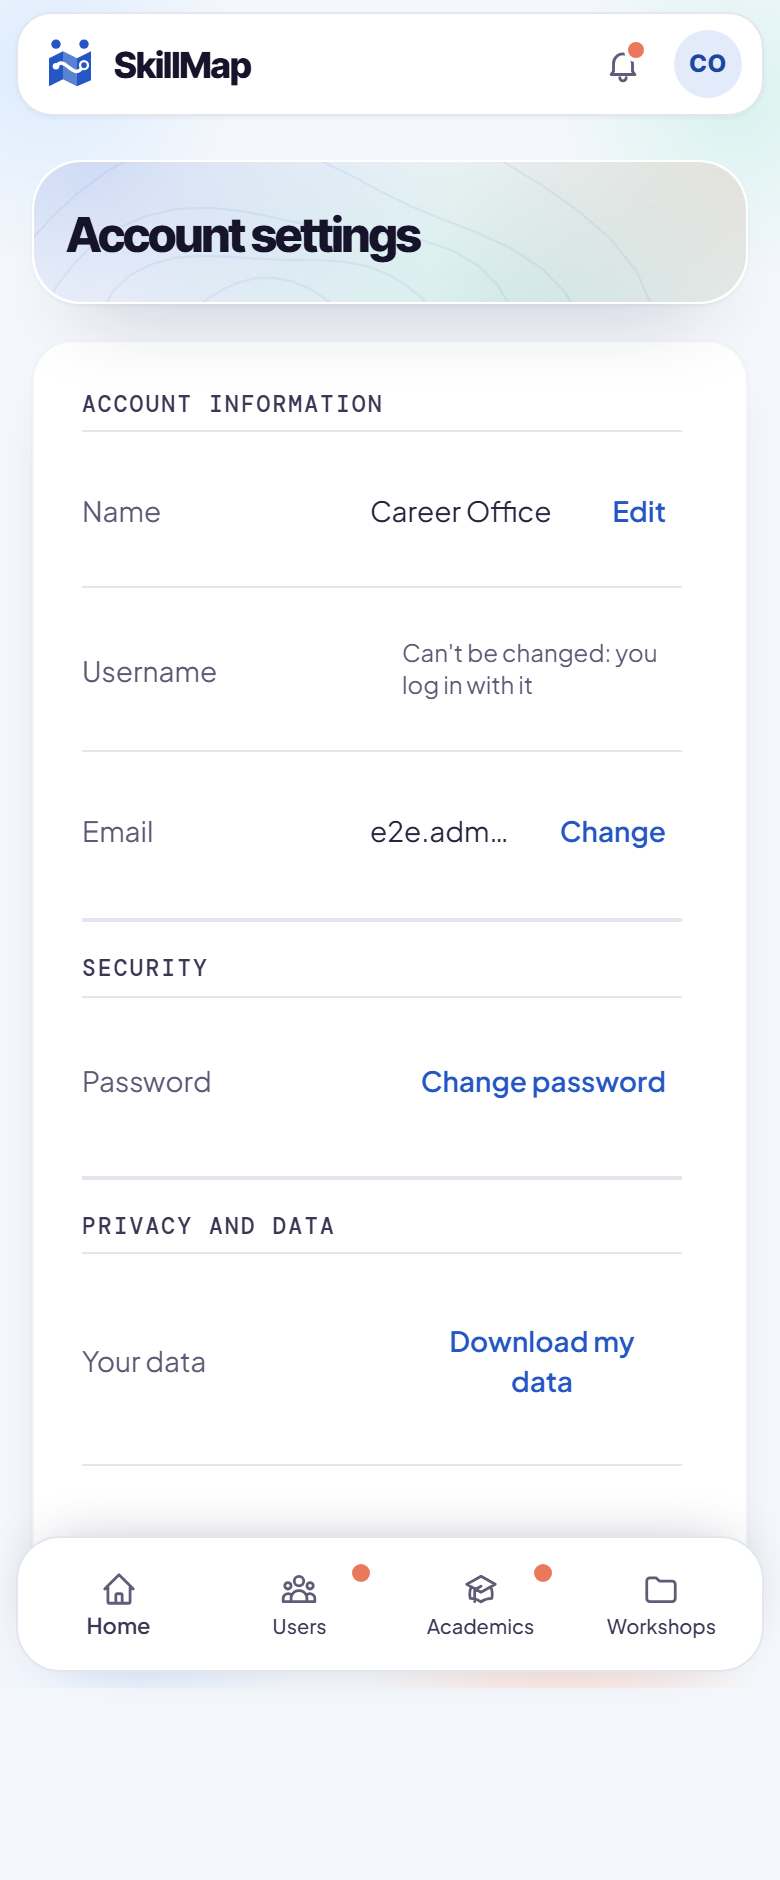 SkillMap
CO
Account settings
ACCOUNT INFORMATION
Name Career Office Edit
Username Can't be changed: you
log in with it
Email e2e.adm... Change
SECURITY
Password Change password
PRIVACY AND DATA
Your data Download my
data
Home Users Academics Workshops